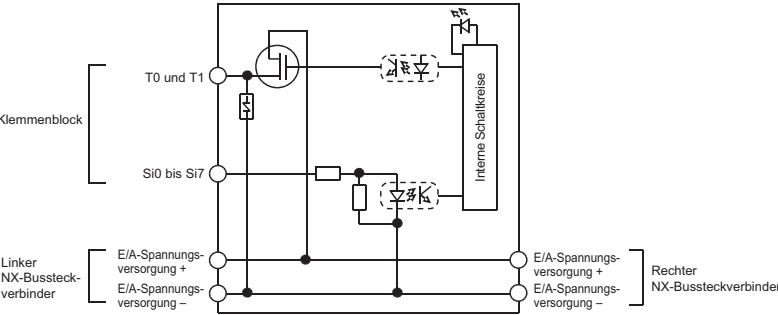 T0 und T1
Klemmenblock
Si0 bis Si7
Interne Schaltkreise
Linker
NX-Bussteck-
verbinder
E/A-Spannungs-
versorgung +
E/A-Spannungs-
versorgung –
E/A-Spannungs-
versorgung +
E/A-Spannungs-
versorgung –
Rechter
NX-Bussteckverbinder